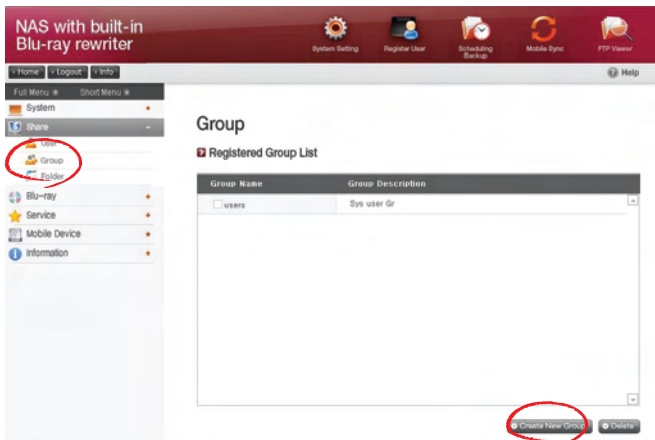 NAS with built-in
Blu-ray rewriter
System Setting
Register User
Scheduling
Backup
Mobile Sync
FTP Viewer
Home Logout Info
Help
Full Menu Short Menu
System
Share
User
Group
Folder
Blu-ray
Service
Mobile Device
Information
Group
Registered Group List
Group Name Group Description
users Sys user Gr
Create New Group Delete